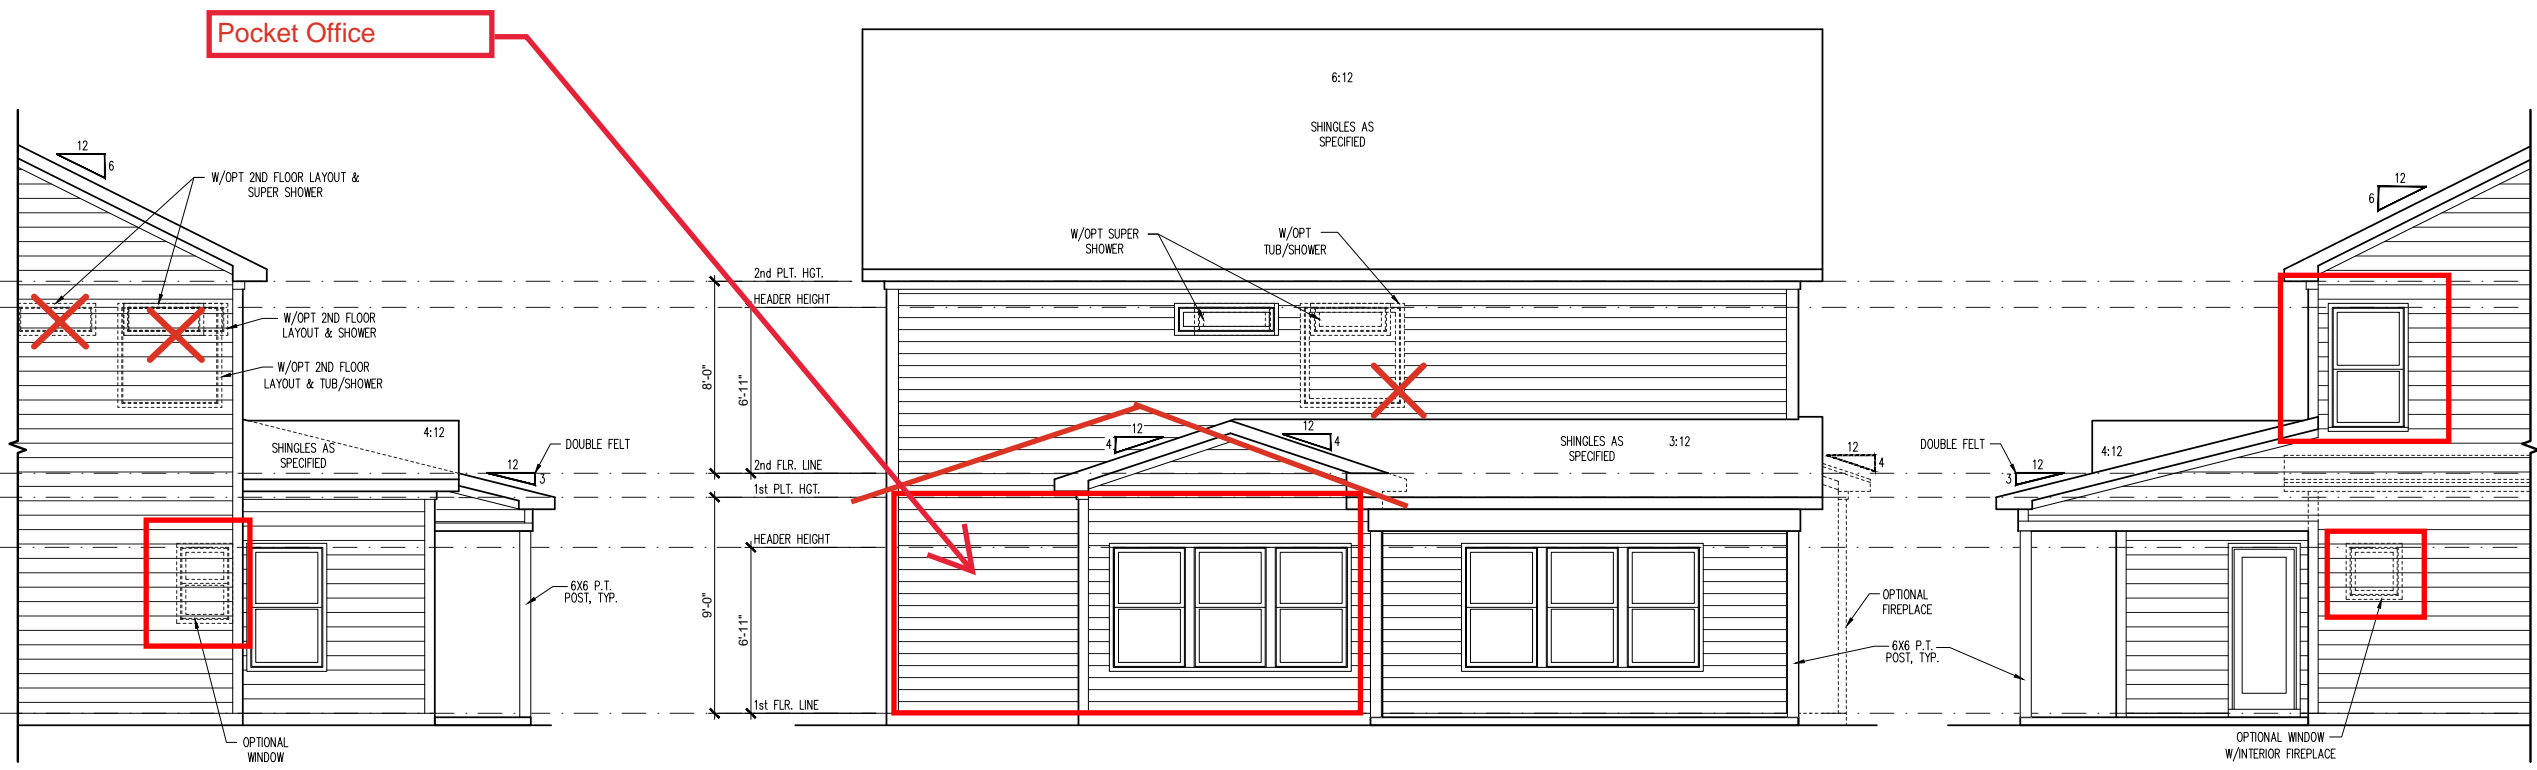 Pocket Office
12
6
W/OPT 2ND FLOOR LAYOUT &
SUPER SHOWER
W/OPT 2ND FLOOR
LAYOUT & SHOWER
W/OPT 2ND FLOOR
LAYOUT & TUB/SHOWER
4:12
SHINGLES AS
SPECIFIED
12
3
DOUBLE FELT
6X6 P.T.
POST, TYP.
OPTIONAL
WINDOW
6:12
SHINGLES AS
SPECIFIED
W/OPT SUPER
SHOWER
W/OPT
TUB/SHOWER
2nd PLT. HGT.
HEADER HEIGHT
8'-0"
6'-11"
2nd FLR. LINE
1st PLT. HGT.
HEADER HEIGHT
9'-0"
6'-11"
1st FLR. LINE
12
4
12
4
SHINGLES AS
SPECIFIED
3:12
12
4
OPTIONAL
FIREPLACE
6X6 P.T.
POST, TYP.
12
6
DOUBLE FELT
12
3
4:12
OPTIONAL WINDOW
W/INTERIOR FIREPLACE